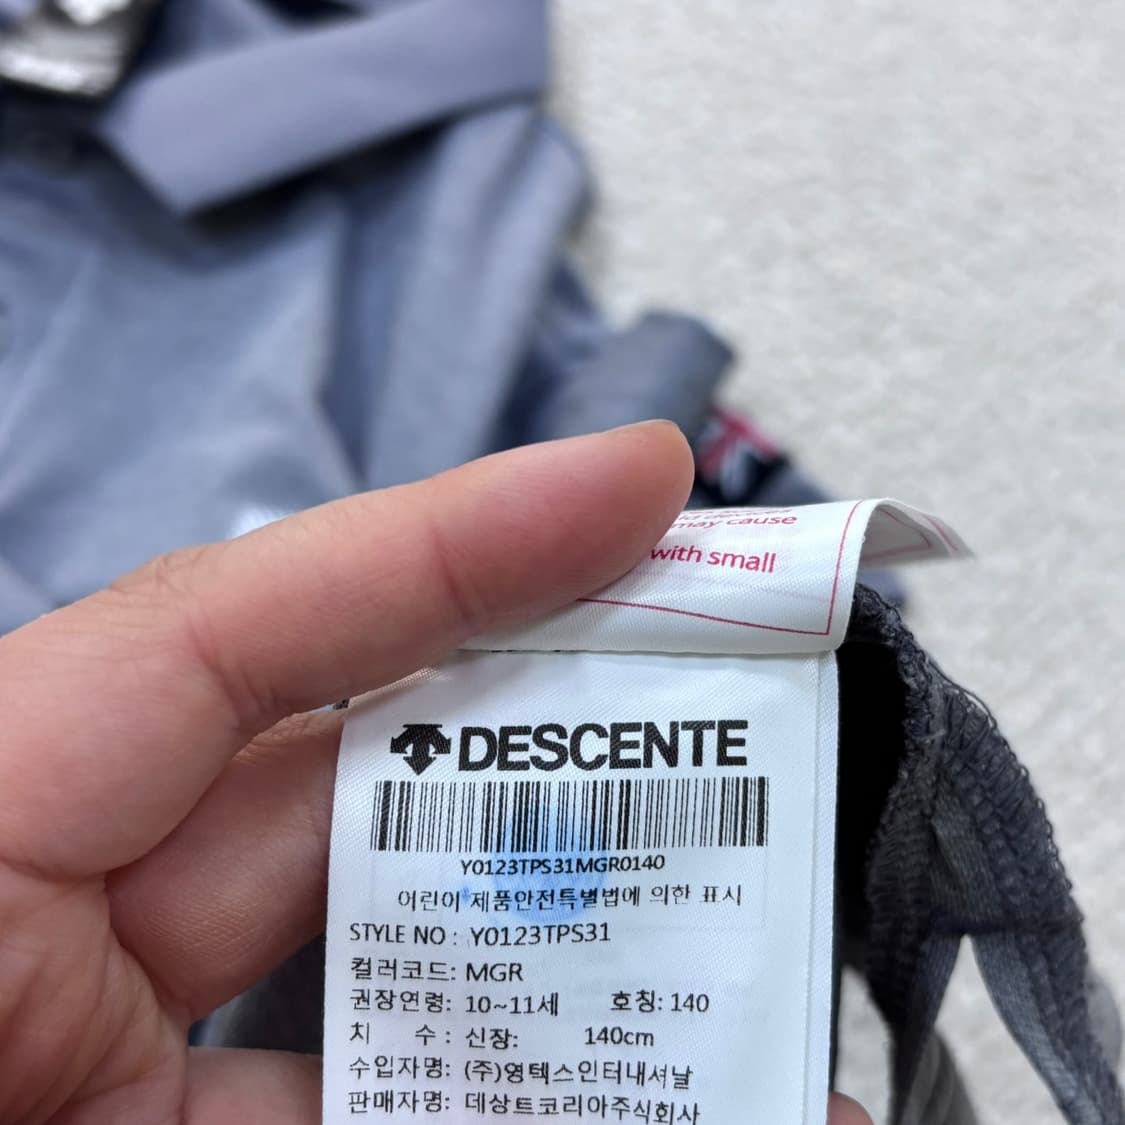 may cause
with small
DESCENTE
Y0123TPS31MGR0140
어린이 제품안전특별법에 의한 표시
STYLE NO : Y0123TPS31
컬러코드: MGR
권장연령: 10~11세 호칭: 140
치 수 : 신장: 140cm
수입자명: (주)영텍스인터내셔날
판매자명: 데상트코리아주식회사